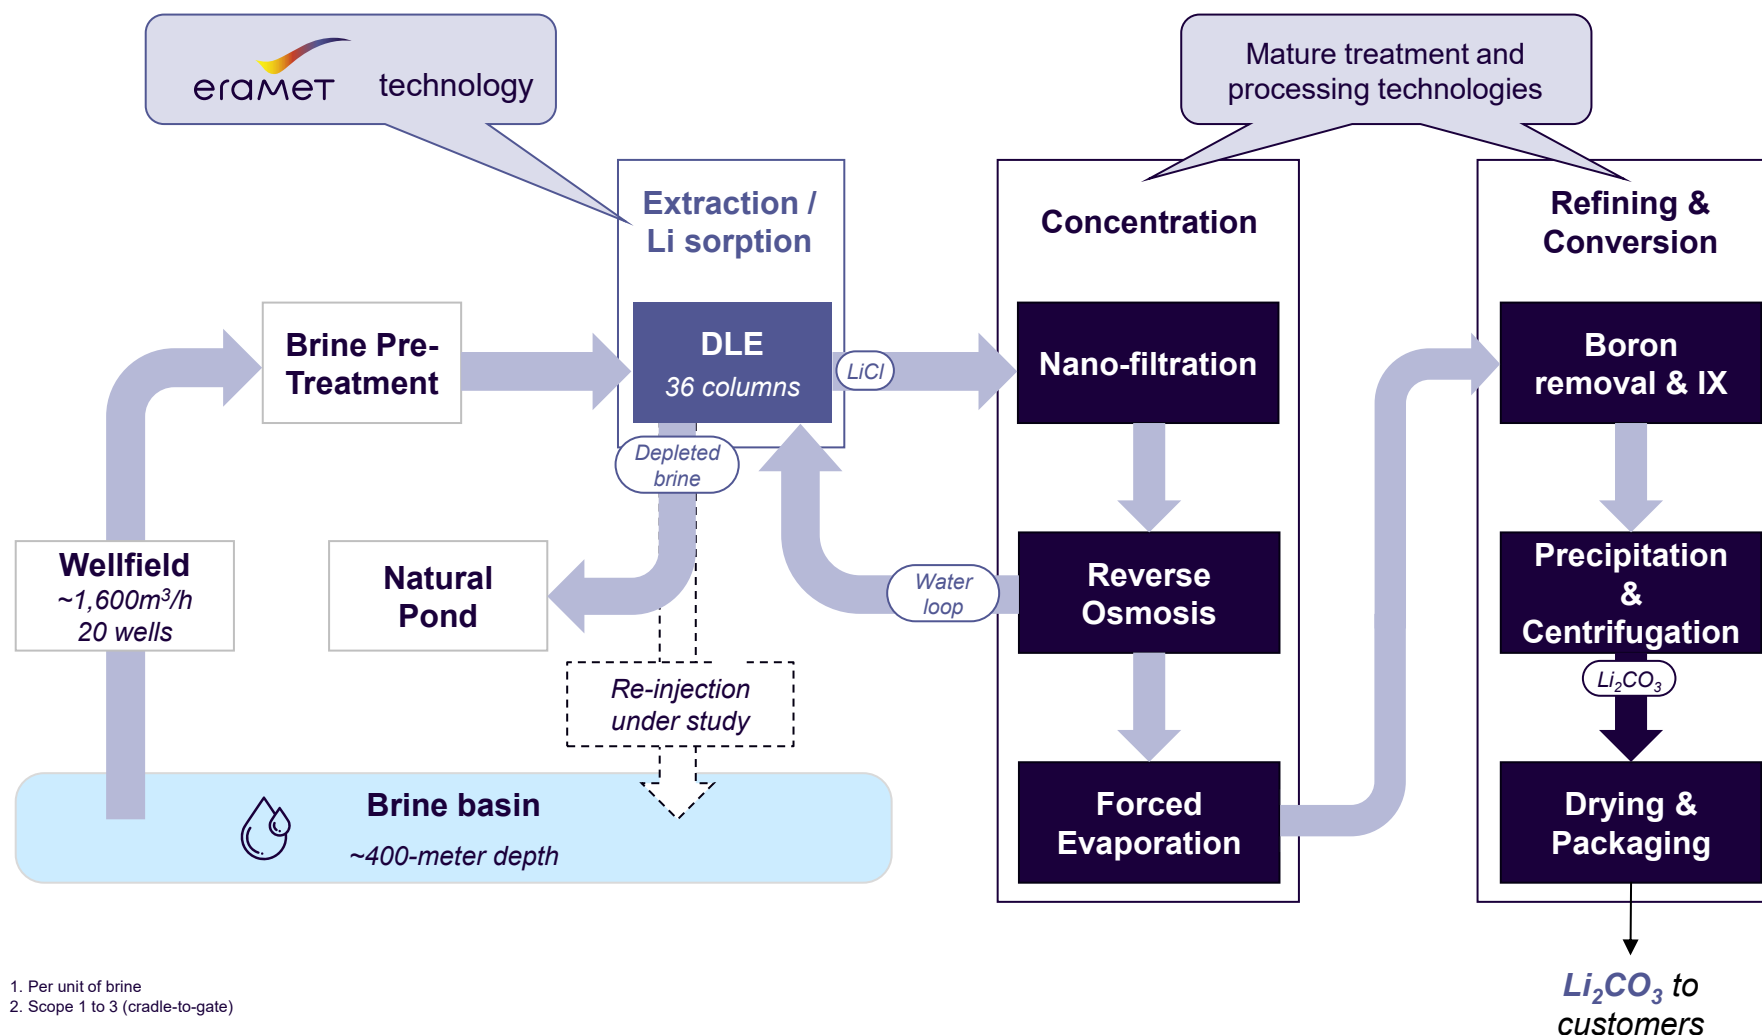 eramet technology
Mature treatment and
processing technologies
Extraction /
Li sorption
Concentration
Refining &
Conversion
Brine Pre-
Treatment
DLE
36 columns
LiCl
Nano-filtration
Boron
removal & IX
Depleted
brine
Wellfield
~1,600m³/h
20 wells
Natural
Pond
Water
loop
Reverse
Osmosis
Precipitation
&
Centrifugation
Re-injection
under study
Li₂CO₃
Brine basin
~400-meter depth
Forced
Evaporation
Drying &
Packaging
1. Per unit of brine
2. Scope 1 to 3 (cradle-to-gate)
Li₂CO₃ to
customers